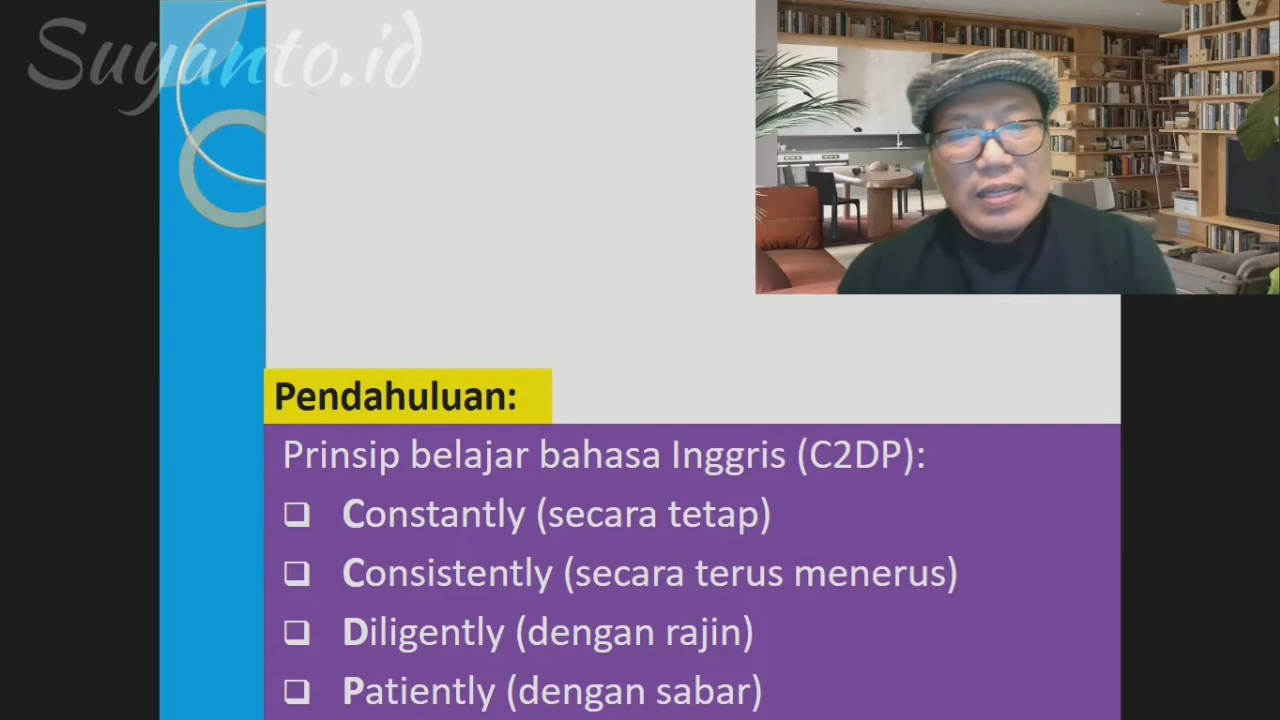 Suyanto.id
Pendahuluan:
Prinsip belajar bahasa Inggris (C2DP):
❑ Constantly (secara tetap)
❑ Consistently (secara terus menerus)
❑ Diligently (dengan rajin)
❑ Patiently (dengan sabar)